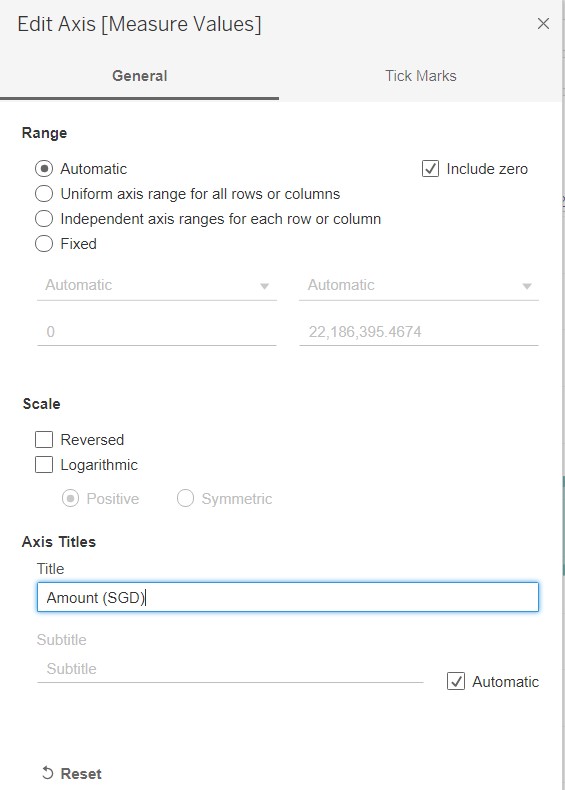 Edit Axis [Measure Values]
General
Tick Marks
Range
Automatic
Include zero
Uniform axis range for all rows or columns
Independent axis ranges for each row or column
Fixed
Automatic
Automatic
0
22,186,395.4674
Scale
Reversed
Logarithmic
Positive
Symmetric
Axis Titles
Title
Amount (SGD)
Subtitle
Subtitle
Automatic
Reset